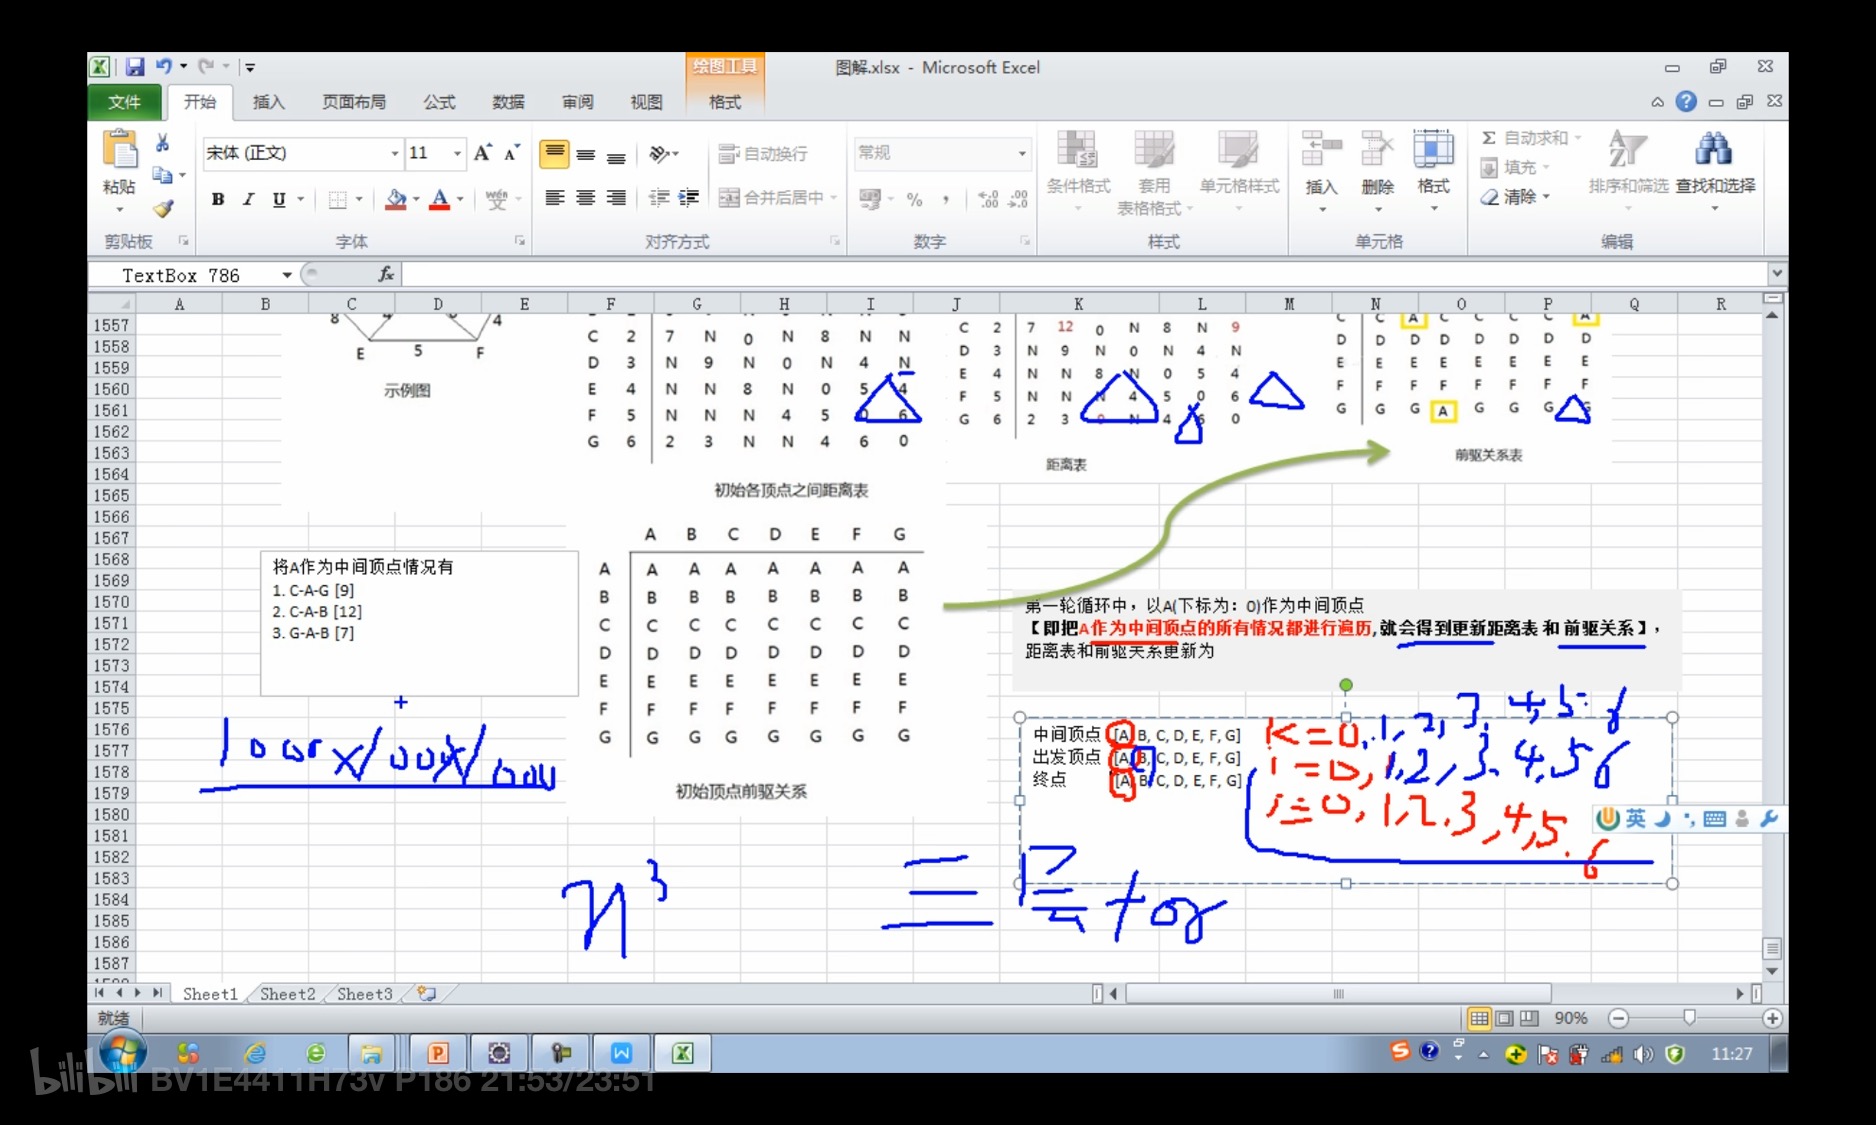 绘图工具
图解.xlsx - Microsoft Excel
文件 开始 插入 页面布局 公式 数据 审阅 视图 格式
粘贴
宋体 (正文) 11
自动换行
常规
合并后居中
条件格式
套用
表格格式
单元格样式
插入 删除 格式
Σ 自动求和
填充
清除
排序和筛选 查找和选择
剪贴板 字体 对齐方式 数字 样式 单元格 编辑
TextBox 786
fx
A B C D E F G H I J K L M N O P Q R
1557
1558
1559
1560
1561
1562
1563
1564
1565
1566
1567
1568
1569
1570
1571
1572
1573
1574
1575
1576
1577
1578
1579
1580
1581
1582
1583
1584
1585
1586
1587
8 4
E 5 F
示例图
C 2 7 N 0 N 8 N N
D 3 N 9 N 0 N 4 N
E 4 N N 8 N 0 5 4
F 5 N N N 4 5 0 6
G 6 2 3 N N 4 6 0
初始各顶点之间距离表
C 2 7 12 0 N 8 N 9
D 3 N 9 N 0 N 4 N
E 4 N N 8 N 0 5 4
F 5 N N N 4 5 0 6
G 6 2 3 9 N 4 6 0
距离表
C C A C C C C A
D D D D D D D D
E E E E E E E E
F F F F F F F F
G G G A G G G G
前驱关系表
将A作为中间顶点情况有
1. C-A-G [9]
2. C-A-B [12]
3. G-A-B [7]
A B C D E F G
A A A A A A A A
B B B B B B B B
C C C C C C C C
D D D D D D D D
E E E E E E E E
F F F F F F F F
G G G G G G G G
初始顶点前驱关系
第一轮循环中，以A(下标为：0)作为中间顶点
【即把A作为中间顶点的所有情况都进行遍历,就会得到更新距离表 和 前驱关系】，
距离表和前驱关系更新为
中间顶点 [A, B, C, D, E, F, G]
出发顶点 [A, B, C, D, E, F, G]
终点 [A, B, C, D, E, F, G]
K=0,1,2,3,4,5.6
i=0,1,2,3.4,5 6
j=0,1,2.3,4,5.6
n³
for
英
Sheet1 Sheet2 Sheet3
就绪
90%
11:27
bilibili BV1E4411H73v P186 21:53/23:51